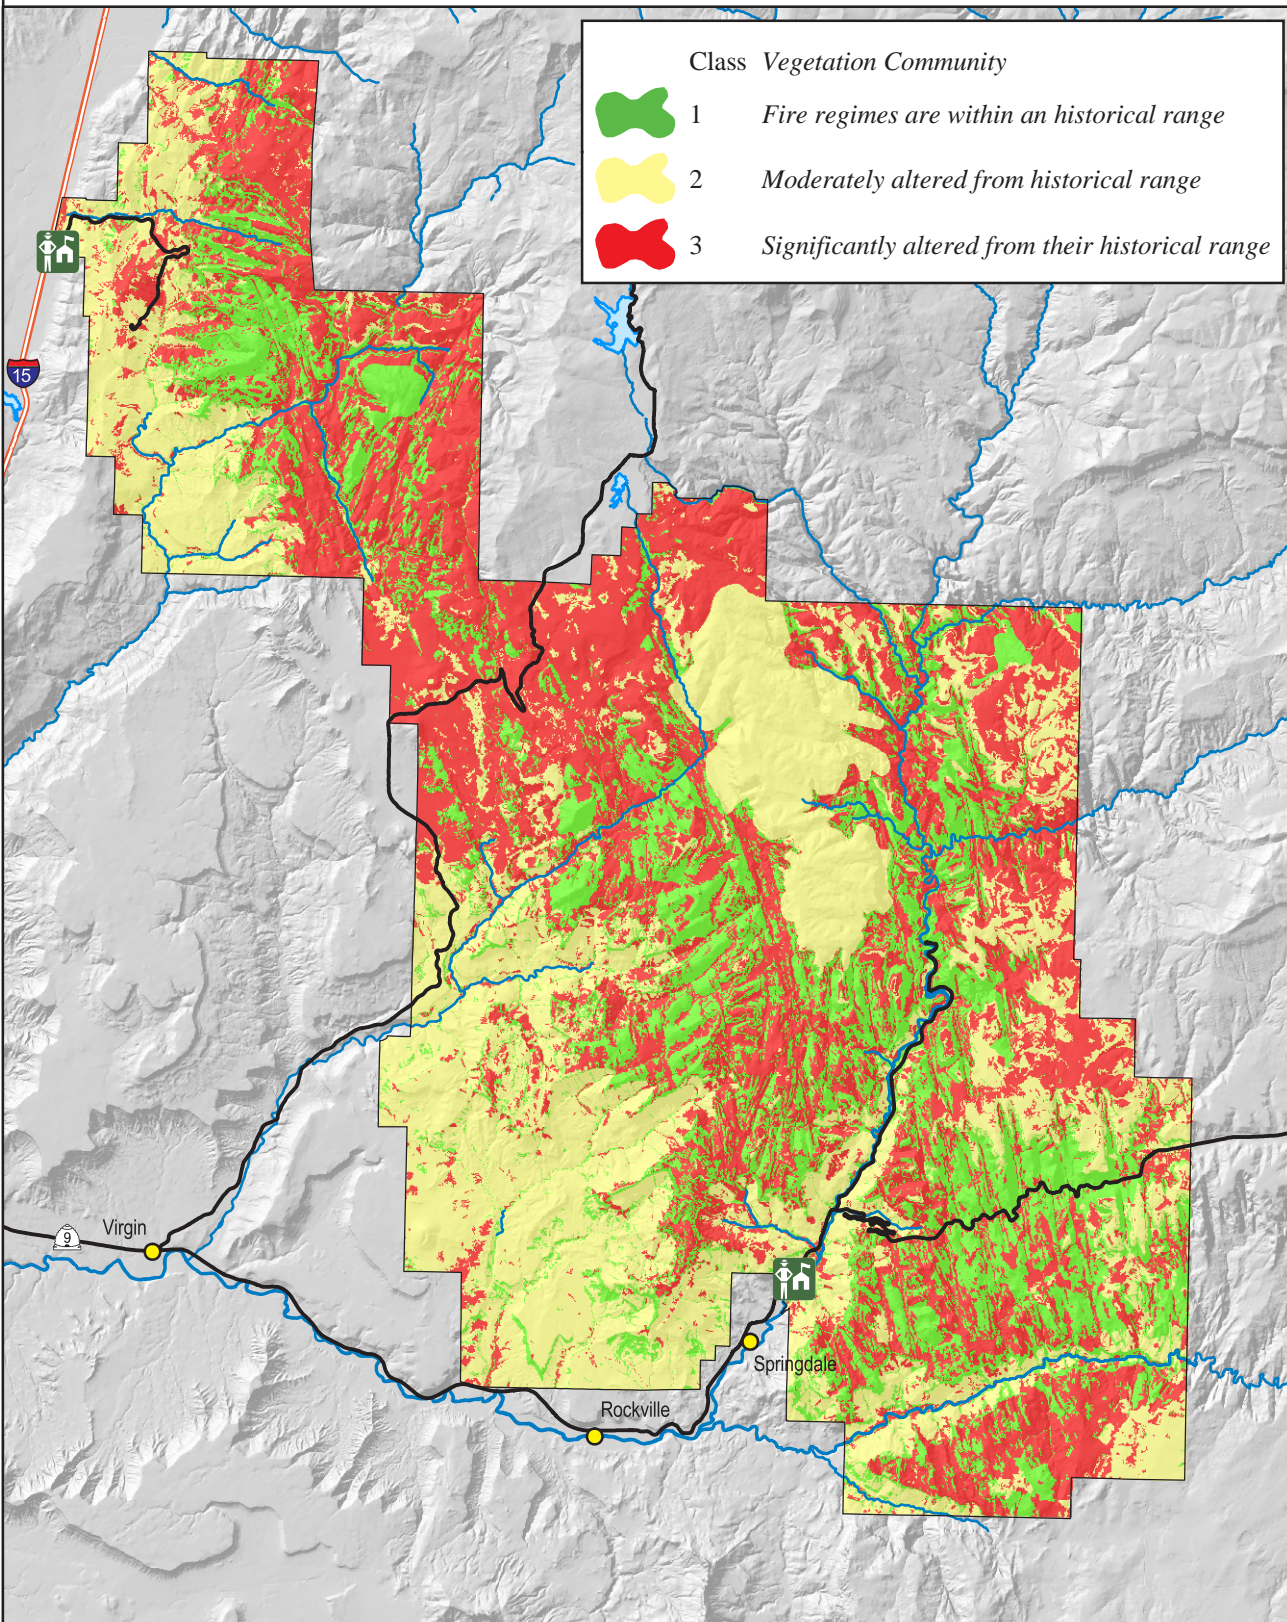 Class Vegetation Community
1 Fire regimes are within an historical range
2 Moderately altered from historical range
3 Significantly altered from their historical range
15
Virgin
9
Springdale
Rockville